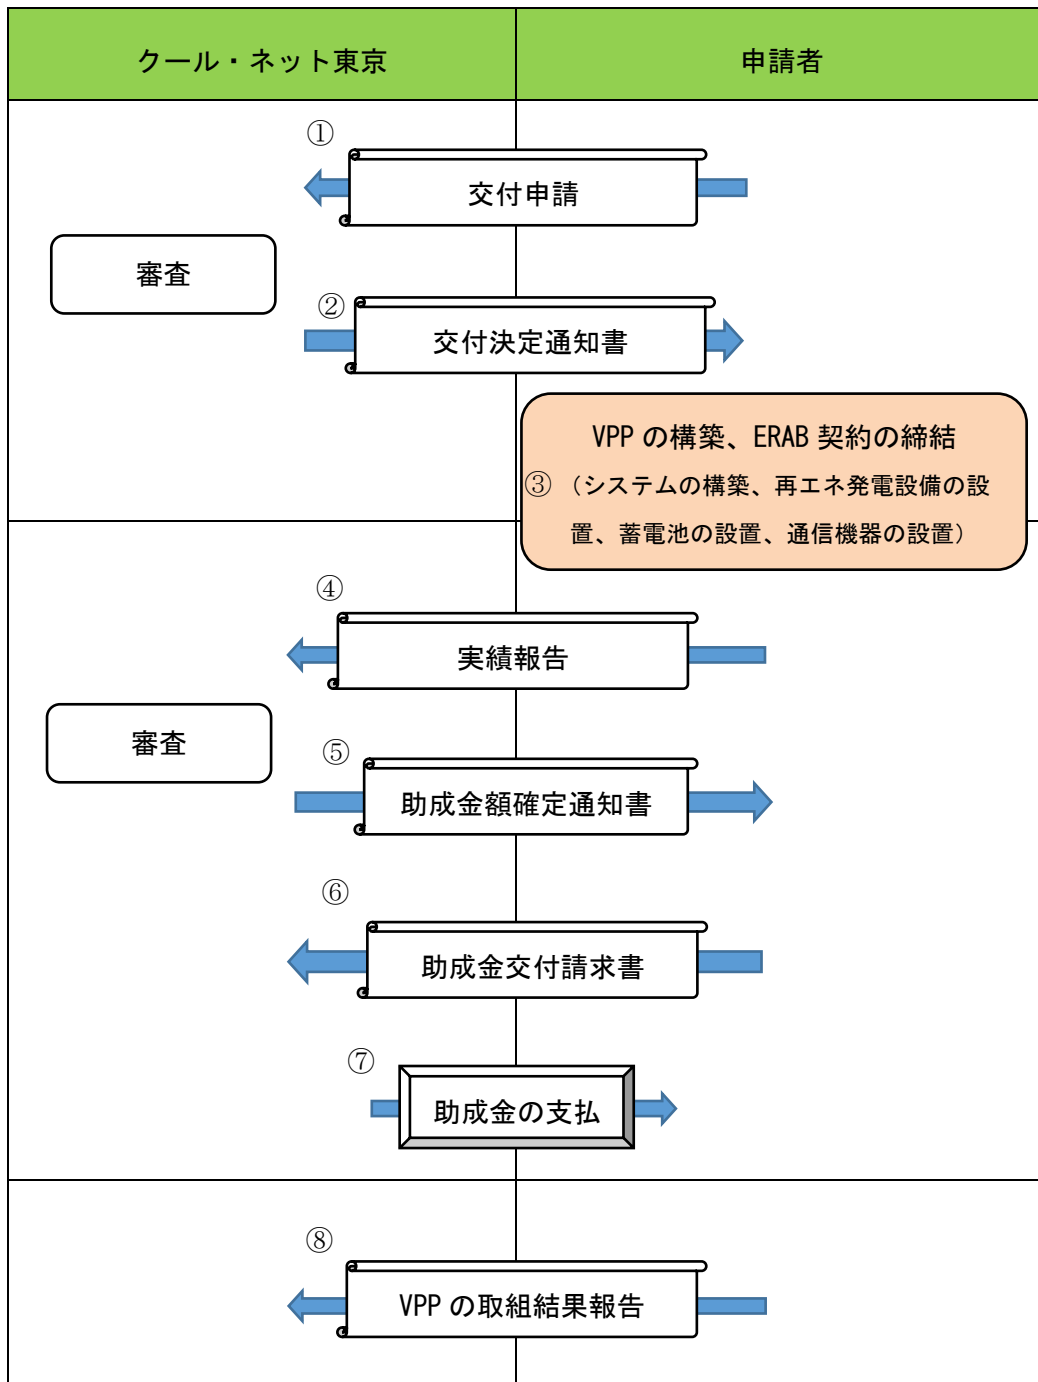 クール・ネット東京
申請者
①
交付申請
審査
②
交付決定通知書
VPP の構築、ERAB 契約の締結
③ （システムの構築、再エネ発電設備の設
置、蓄電池の設置、通信機器の設置）
④
実績報告
審査
⑤
助成金額確定通知書
⑥
助成金交付請求書
⑦
助成金の支払
⑧
VPP の取組結果報告